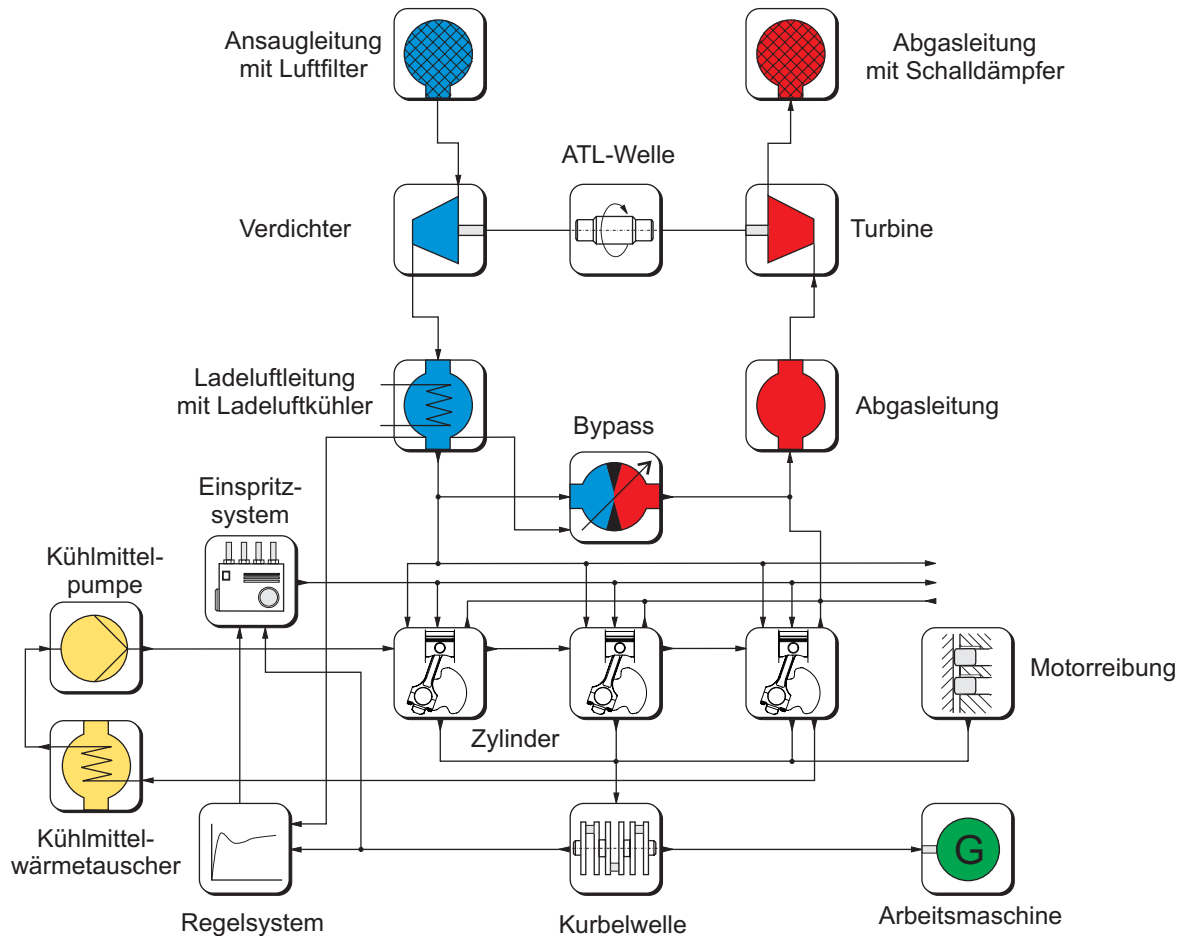 Ansaugleitung
mit Luftfilter
Abgasleitung
mit Schalldämpfer
ATL-Welle
Verdichter
Turbine
Ladeluftleitung
mit Ladeluftkühler
Abgasleitung
Bypass
Einspritz-
system
Kühlmittel-
pumpe
Motorreibung
Zylinder
Kühlmittel-
wärmetauscher
G
Regelsystem
Kurbelwelle
Arbeitsmaschine